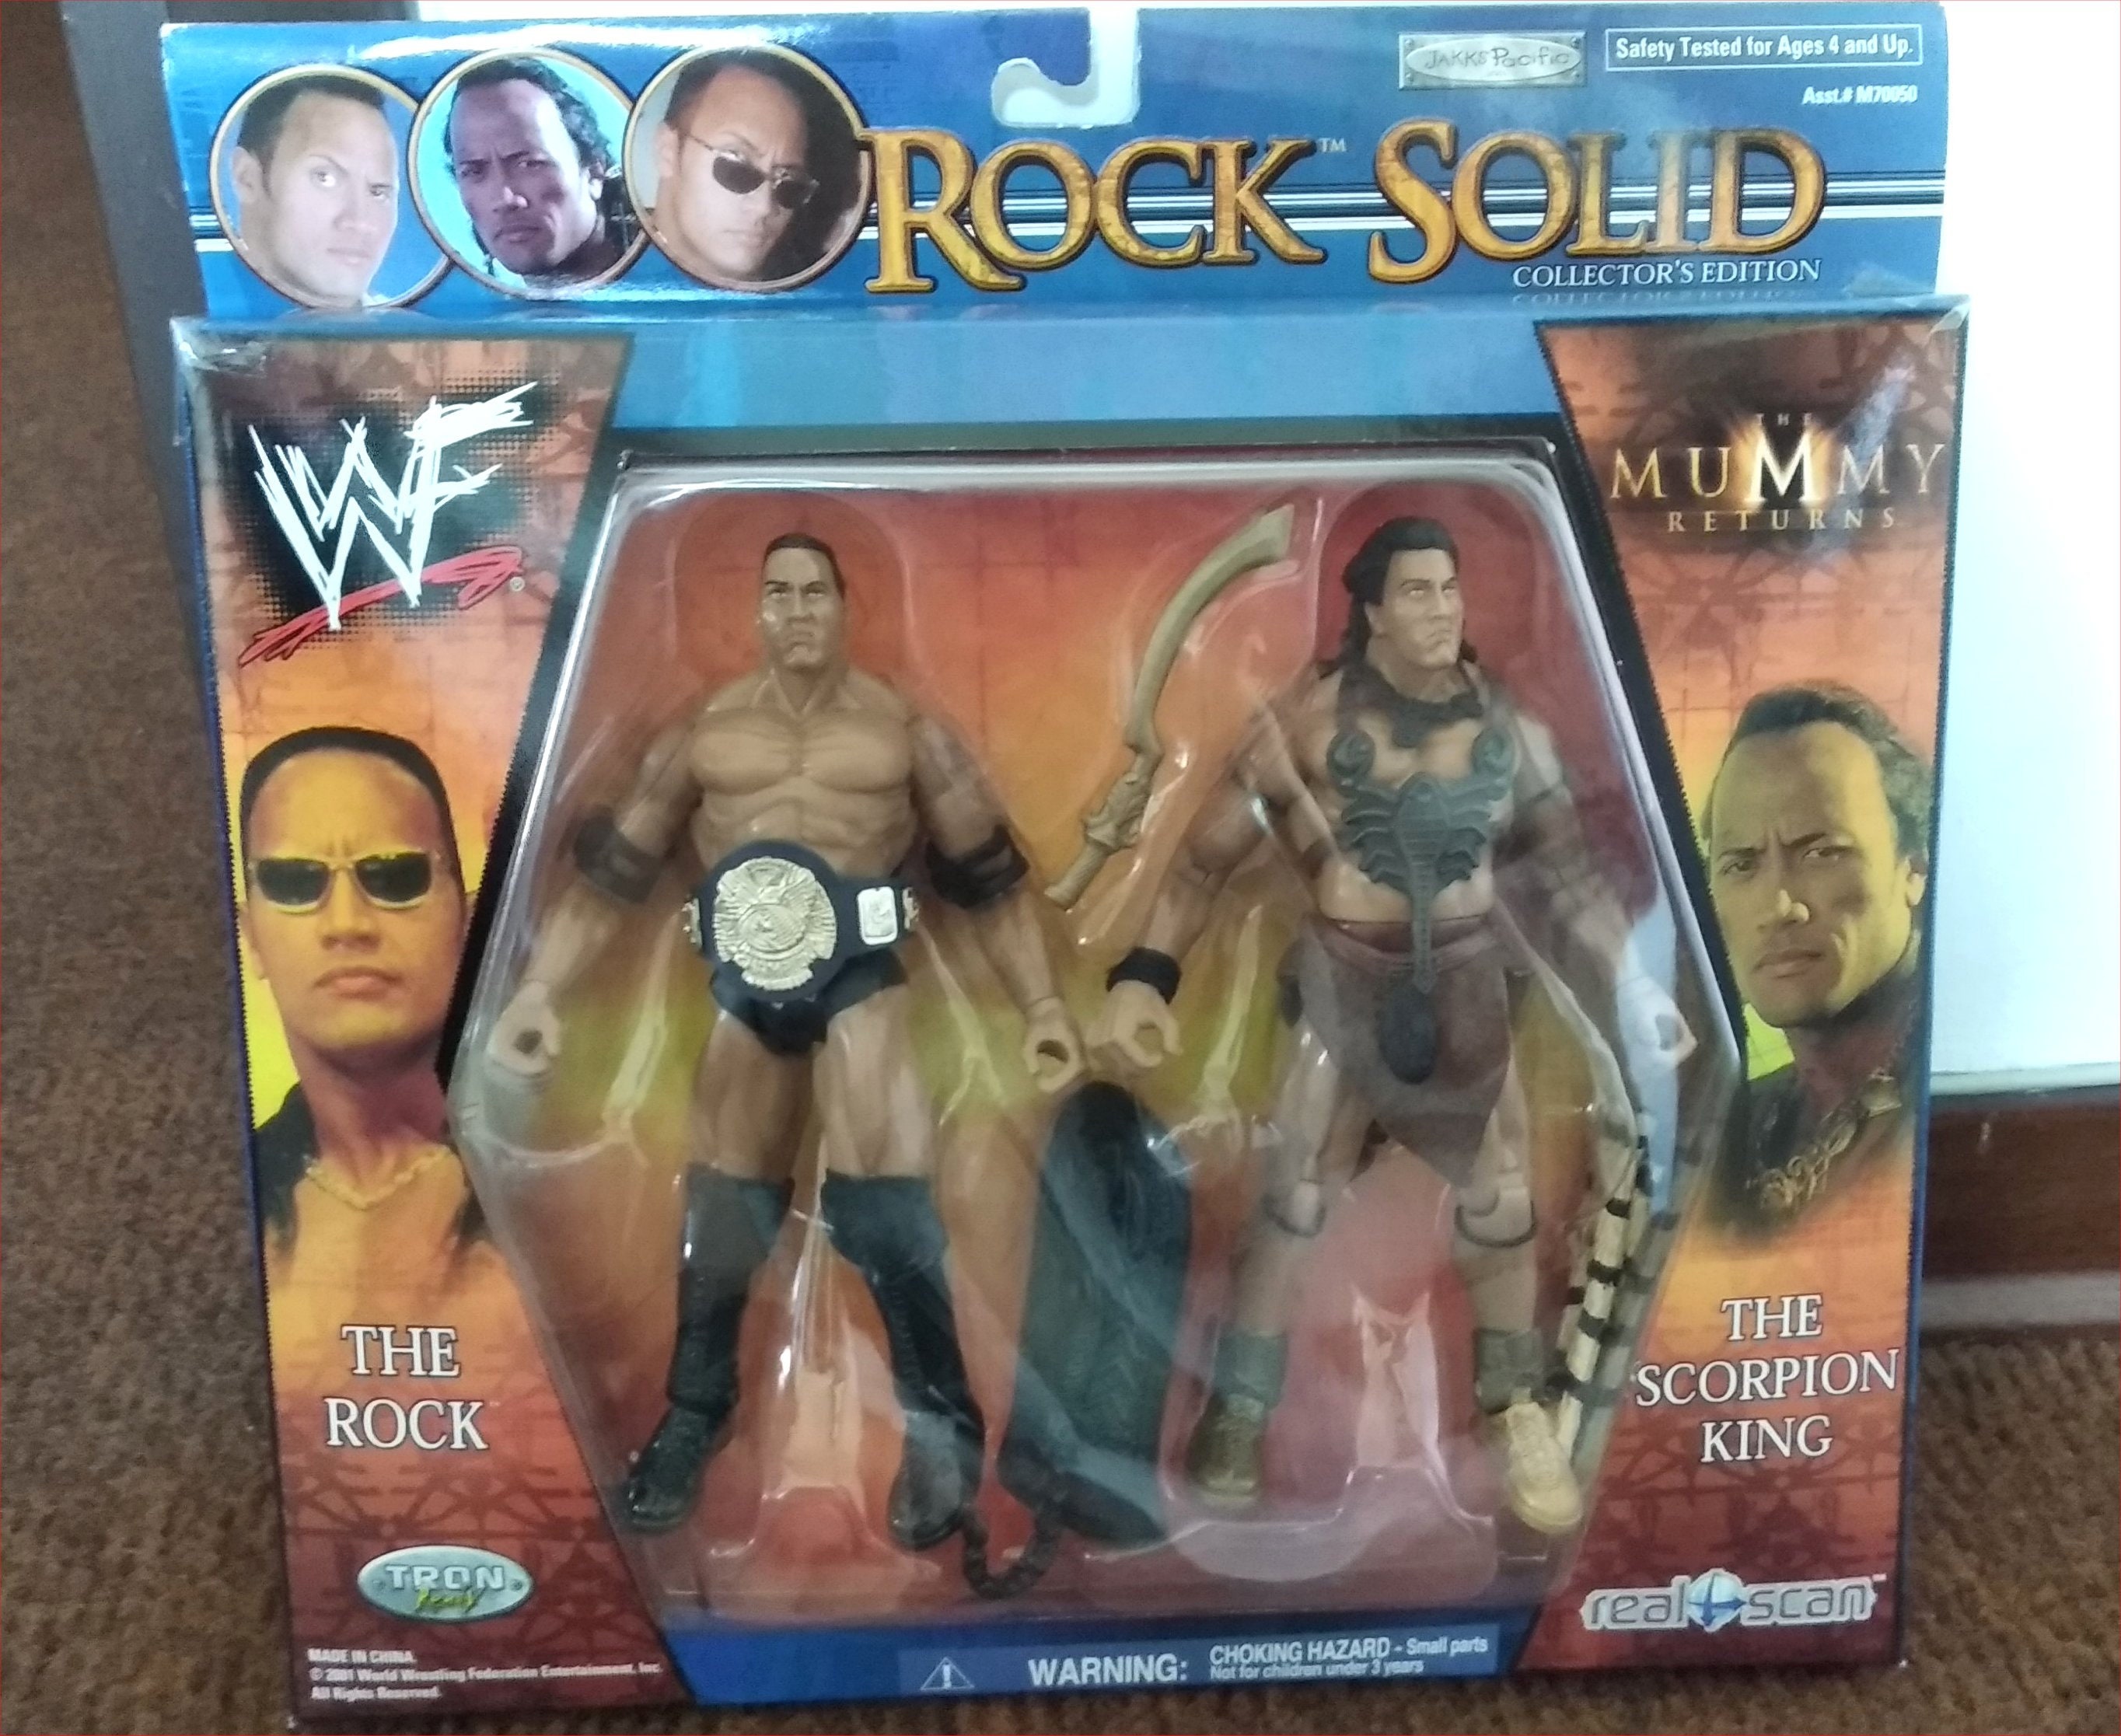 JAKKS Pacific
Safety Tested for Ages 4 and Up.
Asst.# M70050
ROCK™ SOLID
COLLECTOR'S EDITION
WF
®
THE
MUMMY
RETURNS
THE
ROCK
THE
SCORPION
KING
TRON
Ready
real scan™
MADE IN CHINA.
© 2001 World Wrestling Federation Entertainment, Inc.
All Rights Reserved.
WARNING:
CHOKING HAZARD - Small parts
Not for children under 3 years